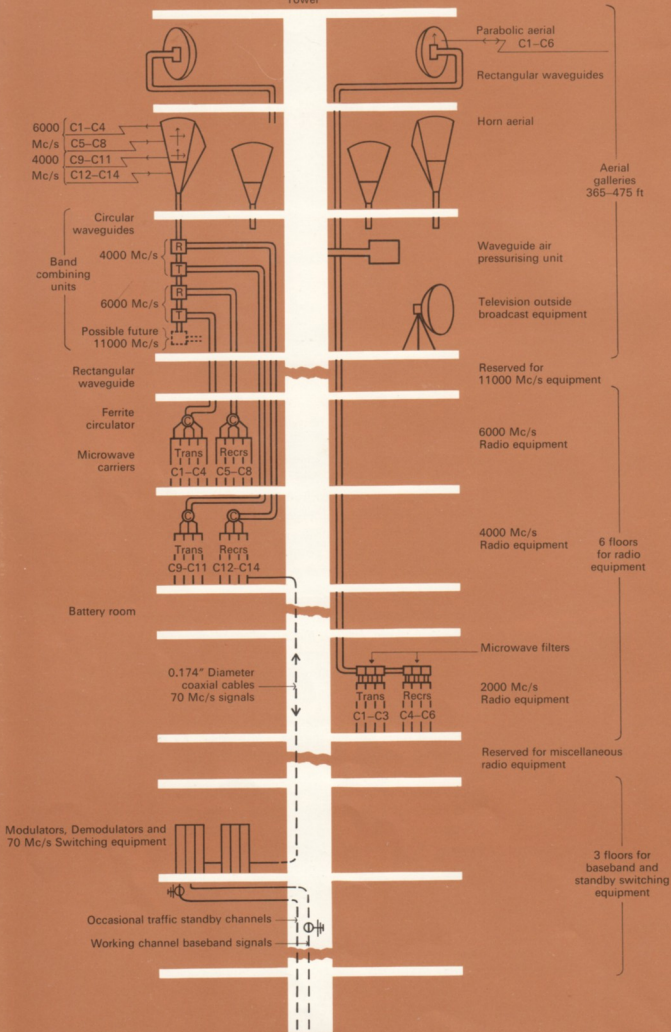 Tower
Parabolic aerial
C1–C6
Rectangular waveguides
6000
Mc/s
C1–C4
C5–C8
4000
Mc/s
C9–C11
C12–C14
Horn aerial
Aerial
galleries
365–475 ft
Circular
waveguides
Band
combining
units
4000 Mc/s
R
T
6000 Mc/s
R
T
Possible future
11000 Mc/s
Waveguide air
pressurising unit
Television outside
broadcast equipment
Rectangular
waveguide
Reserved for
11000 Mc/s equipment
Ferrite
circulator
C
C
Microwave
carriers
Trans
C1–C4
Recrs
C5–C8
6000 Mc/s
Radio equipment
C
C
Trans
C9–C11
Recrs
C12–C14
4000 Mc/s
Radio equipment
6 floors
for radio
equipment
Battery room
Microwave filters
0.174" Diameter
coaxial cables
70 Mc/s signals
Trans
C1–C3
Recrs
C4–C6
2000 Mc/s
Radio equipment
Reserved for miscellaneous
radio equipment
Modulators, Demodulators and
70 Mc/s Switching equipment
3 floors for
baseband and
standby switching
equipment
Occasional traffic standby channels
Working channel baseband signals